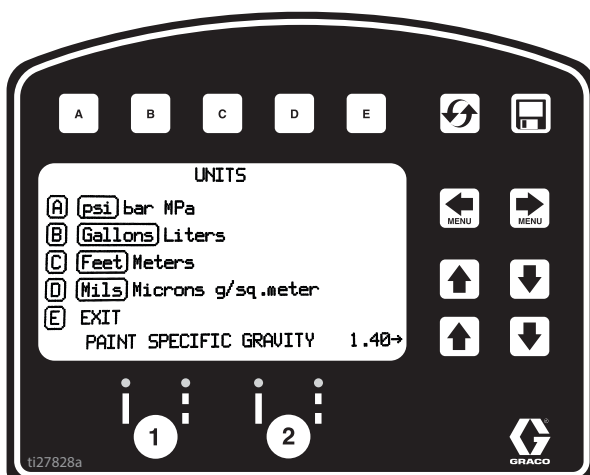 A B C D E
UNITS
A psi bar MPa
B Gallons Liters
C Feet Meters
D Mils Microns g/sq.meter
E EXIT
PAINT SPECIFIC GRAVITY 1.40→
MENU MENU
1 2
ti27828a
G
GRACO